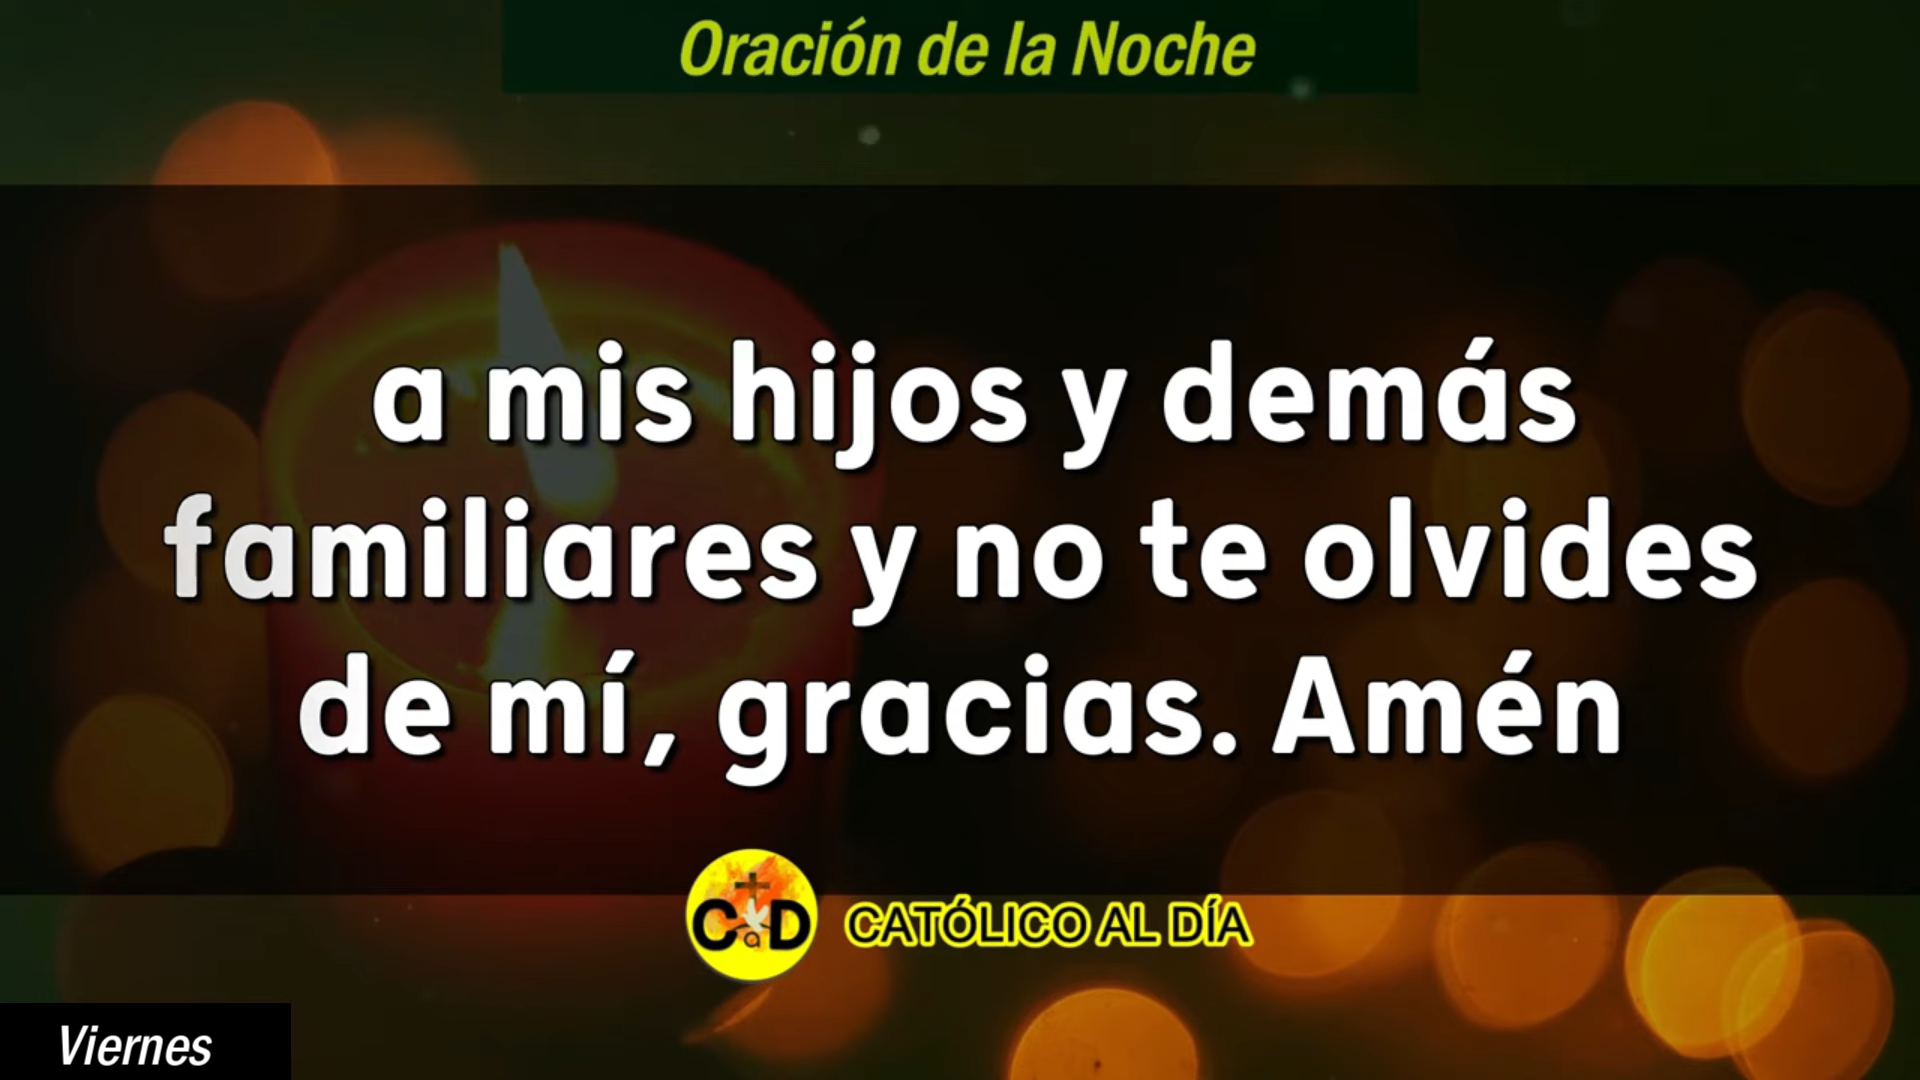 Oración de la Noche
a mis hijos y demás
familiares y no te olvides
de mí, gracias. Amén
CaD CATÓLICO AL DÍA
Viernes